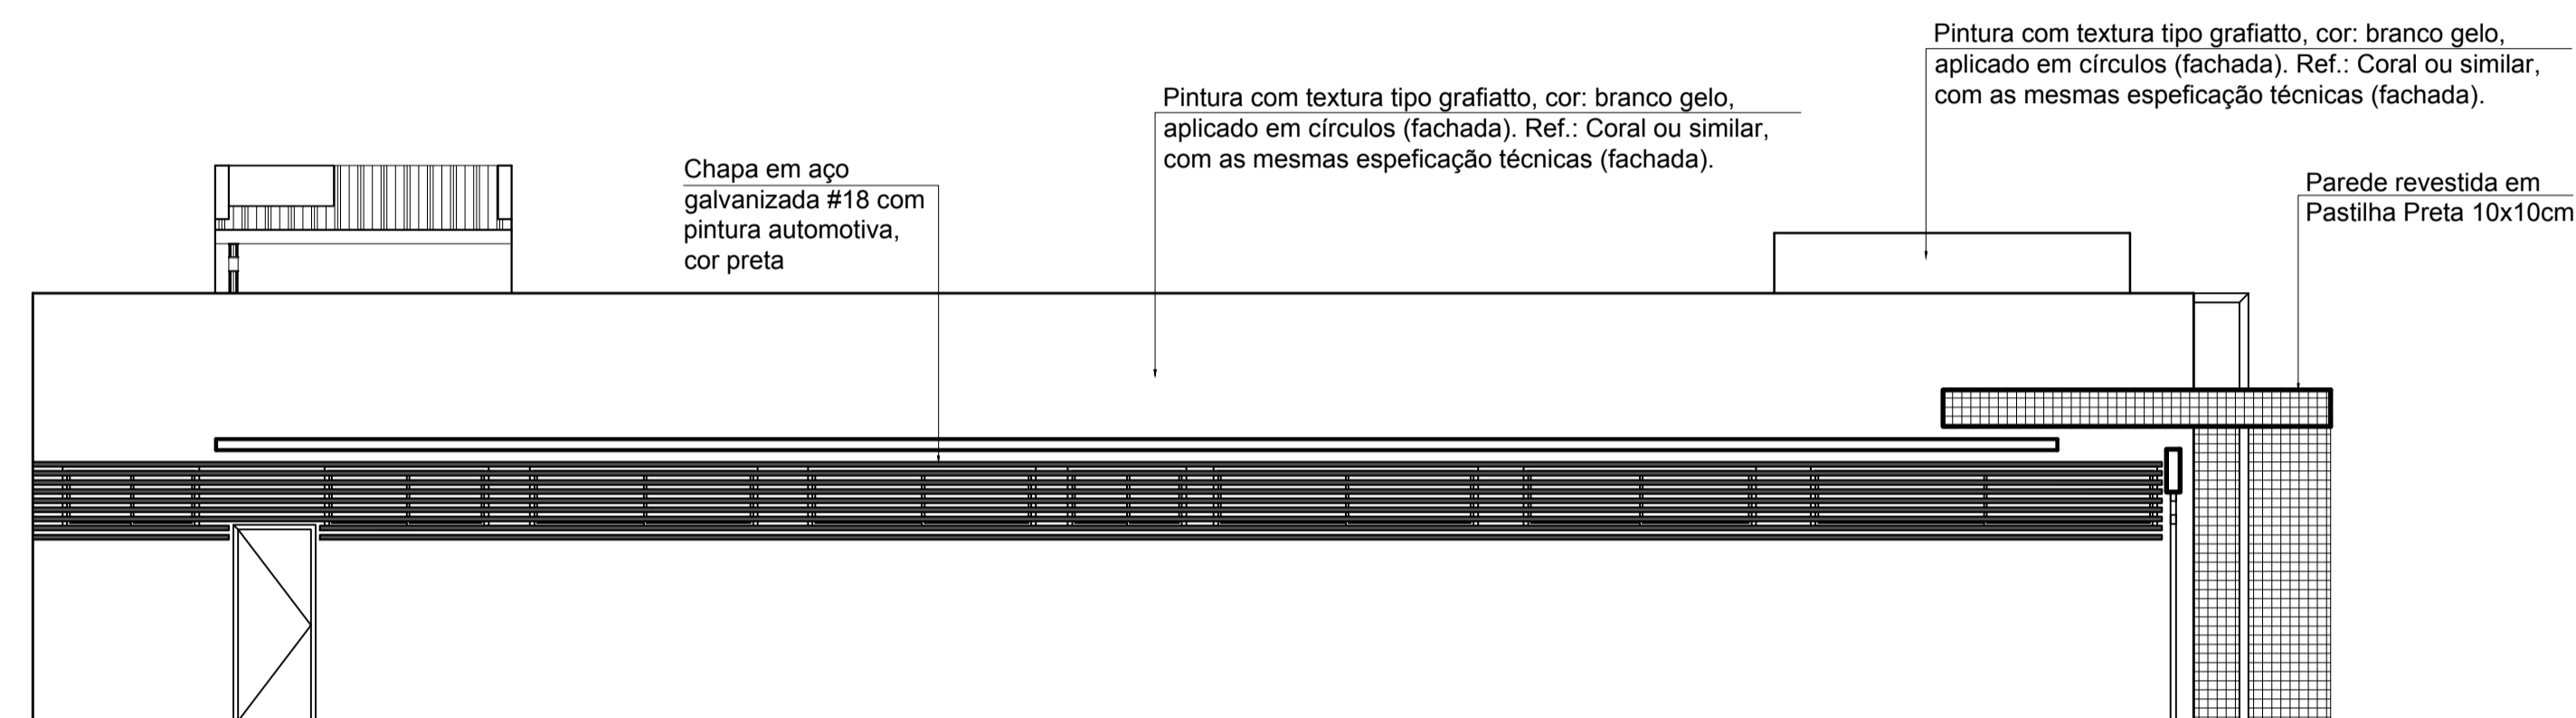 Pintura com textura tipo grafiatto, cor: branco gelo,
aplicado em círculos (fachada). Ref.: Coral ou similar,
com as mesmas espeficação técnicas (fachada).
Pintura com textura tipo grafiatto, cor: branco gelo,
aplicado em círculos (fachada). Ref.: Coral ou similar,
com as mesmas espeficação técnicas (fachada).
Chapa em aço
galvanizada #18 com
pintura automotiva,
cor preta
Parede revestida em
Pastilha Preta 10x10cm